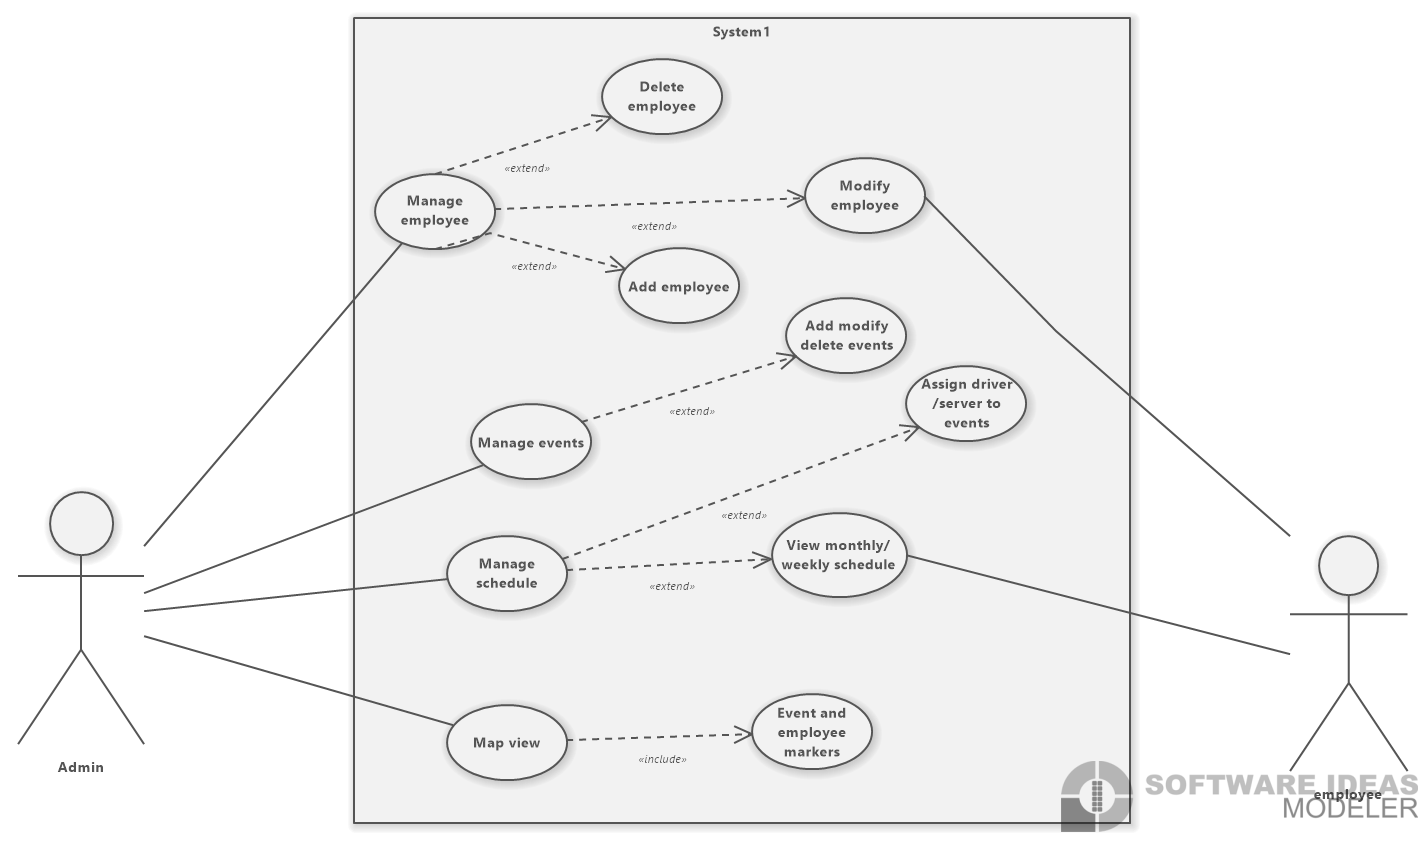 System1
Delete
employee
«extend»
Manage
employee
Modify
employee
«extend»
«extend»
Add employee
Add modify
delete events
Assign driver
/server to
events
«extend»
Manage events
«extend»
View monthly/
weekly schedule
Manage
schedule
«extend»
Event and
employee
markers
Map view
«include»
Admin
SOFTWARE IDEAS
employee
MODELER